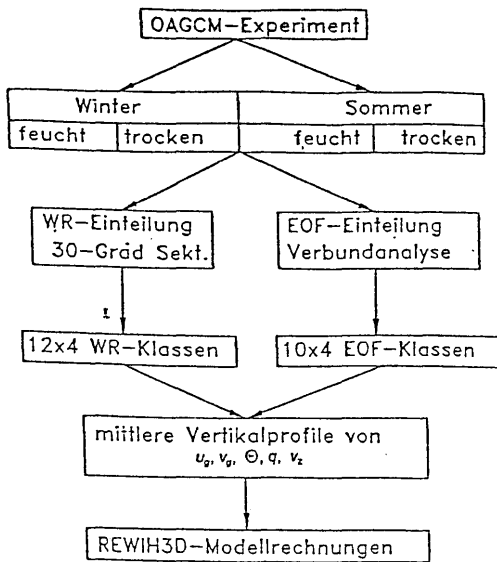 OAGCM-Experiment
Winter Sommer
feucht trocken feucht trocken
WR-Einteilung
30-Grad Sekt.
EOF-Einteilung
Verbundanalyse
12x4 WR-Klassen
10x4 EOF-Klassen
mittlere Vertikalprofile von
u_g, v_g, Θ, q, v_z
REWIH3D-Modellrechnungen